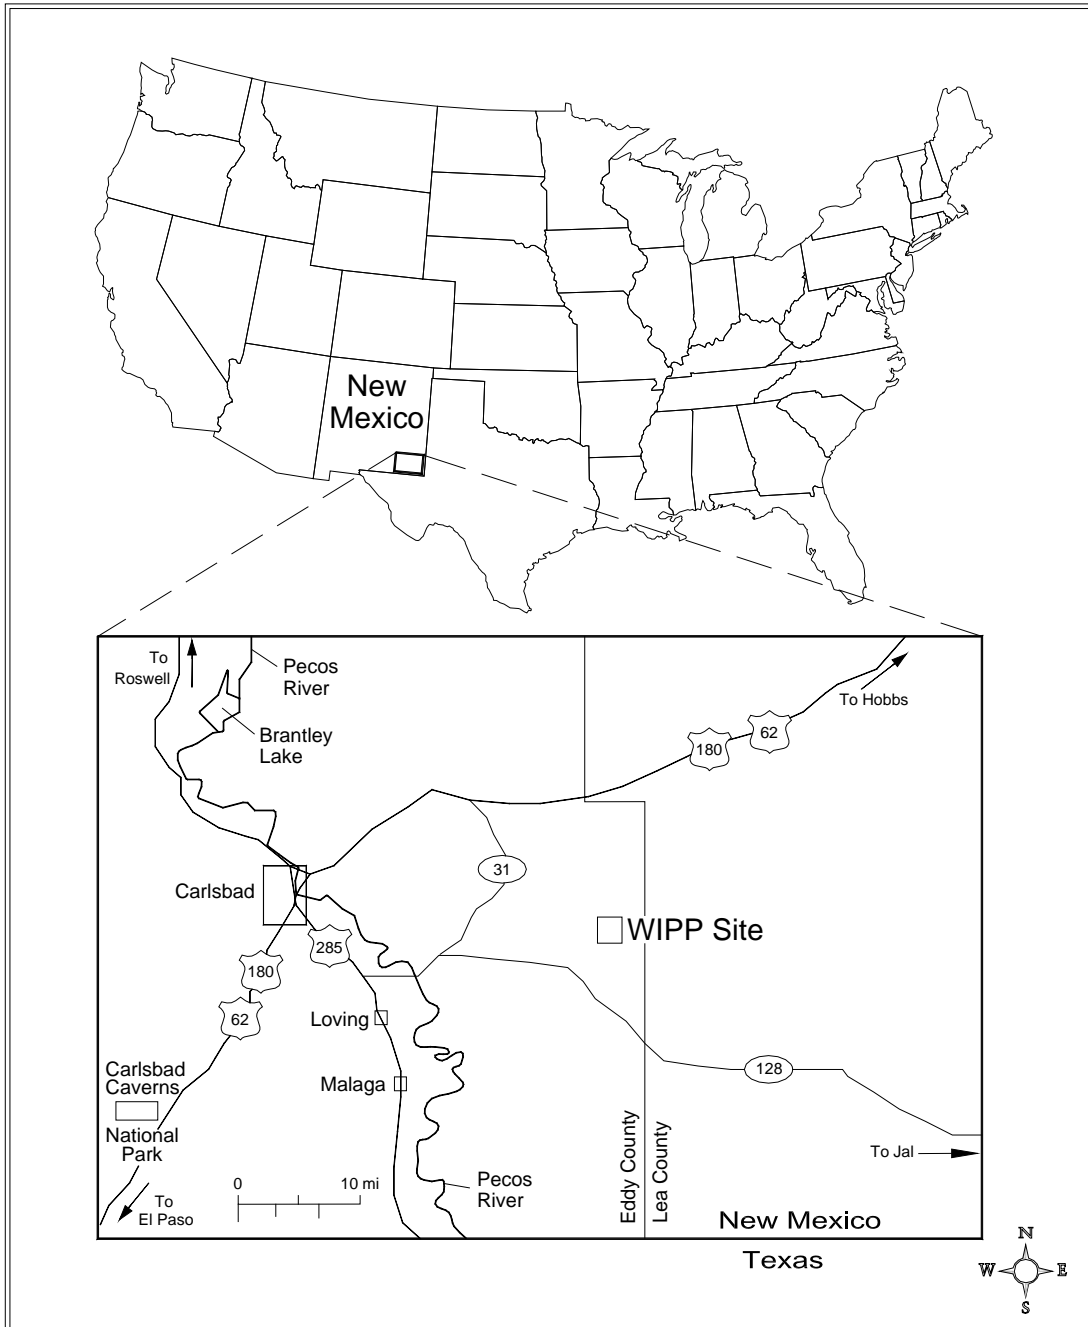 New
Mexico
To
Roswell
Pecos
River
To Hobbs
Brantley
Lake
62
180
31
Carlsbad
WIPP Site
285
180
62
Loving
Carlsbad
Caverns
128
Malaga
National
Park
To Jal
Eddy County
Lea County
0 10 mi
Pecos
River
To
El Paso
New Mexico
Texas
N
W E
S